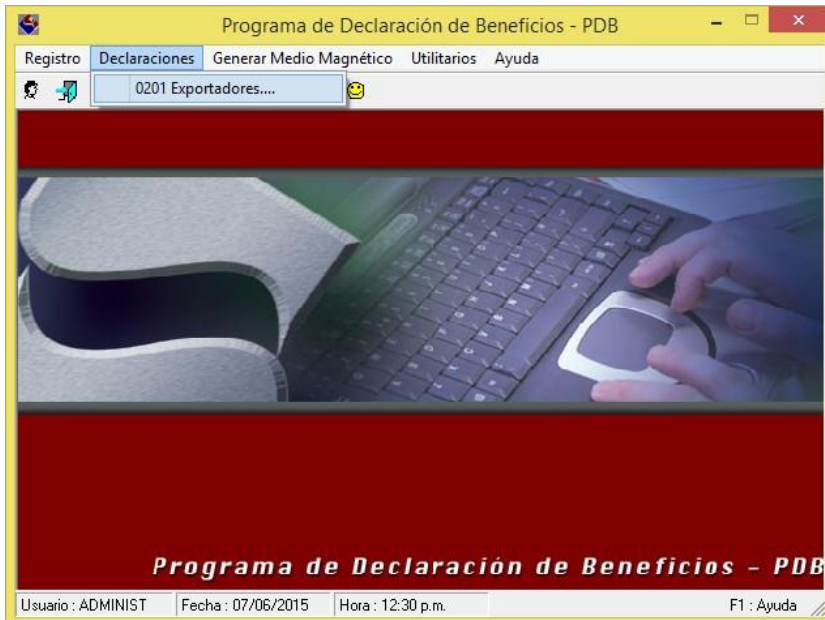 Programa de Declaración de Beneficios - PDB
Registro Declaraciones Generar Medio Magnético Utilitarios Ayuda
0201 Exportadores....
Programa de Declaración de Beneficios - PDB
Usuario : ADMINIST Fecha : 07/06/2015 Hora : 12:30 p.m. F1 : Ayuda